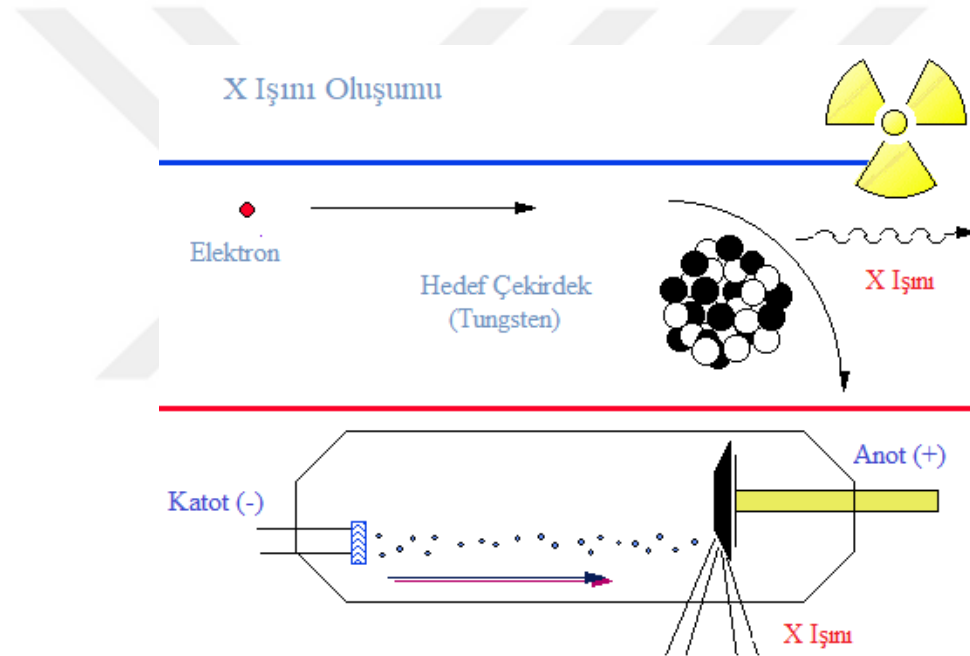 X Işını Oluşumu
Elektron
Hedef Çekirdek
(Tungsten)
X Işını
Anot (+)
Katot (-)
X Işını